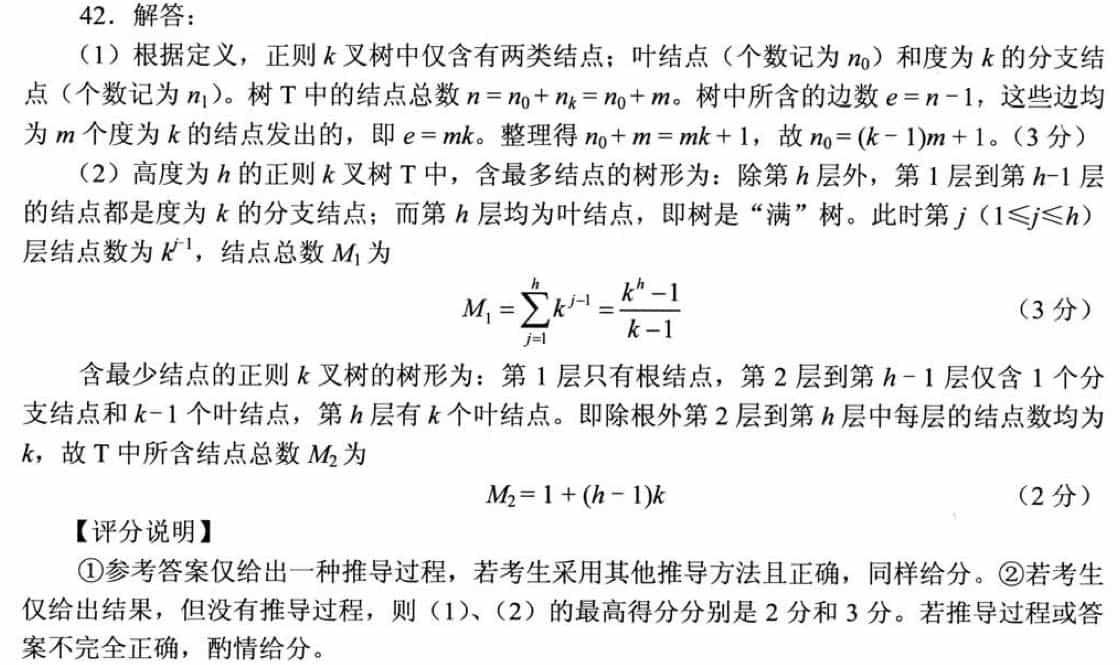 42．解答：
（1）根据定义，正则 k 叉树中仅含有两类结点；叶结点（个数记为 n₀）和度为 k 的分支结
点（个数记为 n₁）。树 T 中的结点总数 n = n₀ + nₖ = n₀ + m。树中所含的边数 e = n − 1，这些边均
为 m 个度为 k 的结点发出的，即 e = mk。整理得 n₀ + m = mk + 1，故 n₀ = (k − 1)m + 1。（3 分）
（2）高度为 h 的正则 k 叉树 T 中，含最多结点的树形为：除第 h 层外，第 1 层到第 h−1 层
的结点都是度为 k 的分支结点；而第 h 层均为叶结点，即树是“满”树。此时第 j（1≤j≤h）
层结点数为 kʲ⁻¹，结点总数 M₁ 为
M₁ = ∑_{j=1}^{h} k^{j−1} = (k^h − 1)/(k − 1) （3 分）
含最少结点的正则 k 叉树的树形为：第 1 层只有根结点，第 2 层到第 h − 1 层仅含 1 个分
支结点和 k−1 个叶结点，第 h 层有 k 个叶结点。即除根外第 2 层到第 h 层中每层的结点数均为
k，故 T 中所含结点总数 M₂ 为
M₂ = 1 + (h − 1)k （2 分）
【评分说明】
①参考答案仅给出一种推导过程，若考生采用其他推导方法且正确，同样给分。②若考生
仅给出结果，但没有推导过程，则（1）、（2）的最高得分分别是 2 分和 3 分。若推导过程或答
案不完全正确，酌情给分。